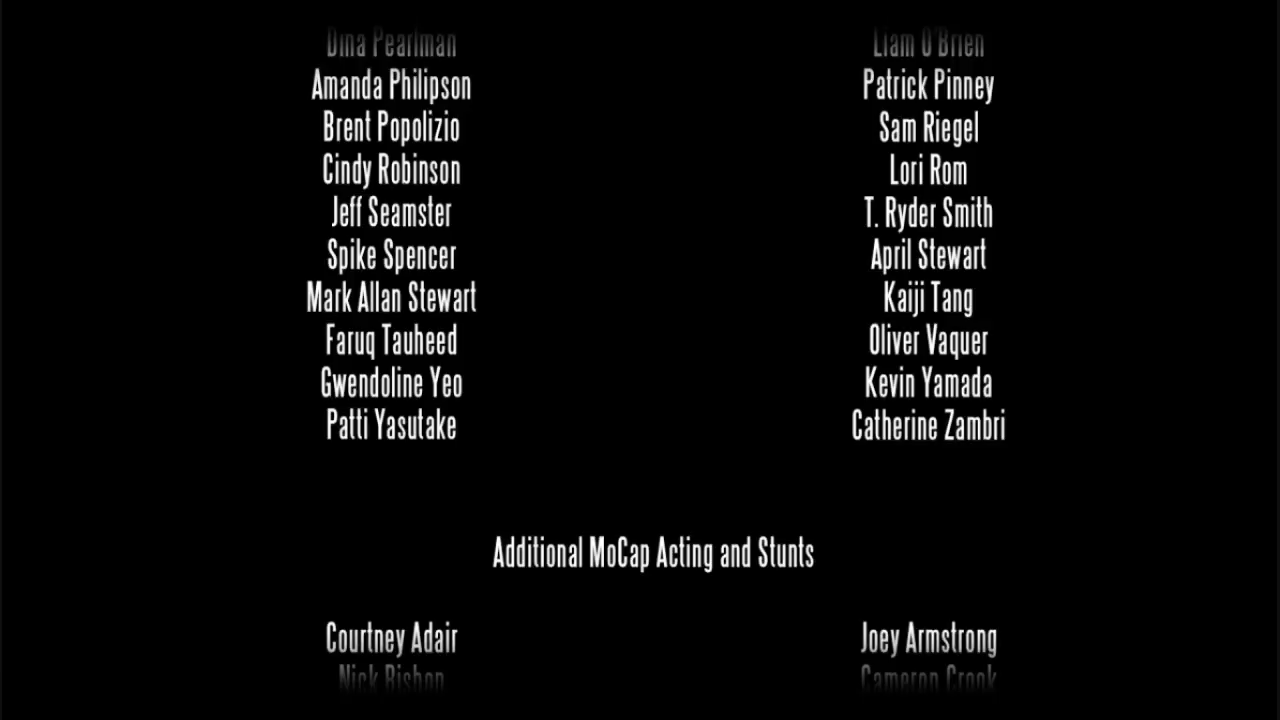 Dina Pearlman Liam O'Brien
Amanda Philipson Patrick Pinney
Brent Popolizio Sam Riegel
Cindy Robinson Lori Rom
Jeff Seamster T. Ryder Smith
Spike Spencer April Stewart
Mark Allan Stewart Kaiji Tang
Faruq Tauheed Oliver Vaquer
Gwendoline Yeo Kevin Yamada
Patti Yasutake Catherine Zambri
Additional MoCap Acting and Stunts
Courtney Adair Joey Armstrong
Nick Bishop Cameron Crook